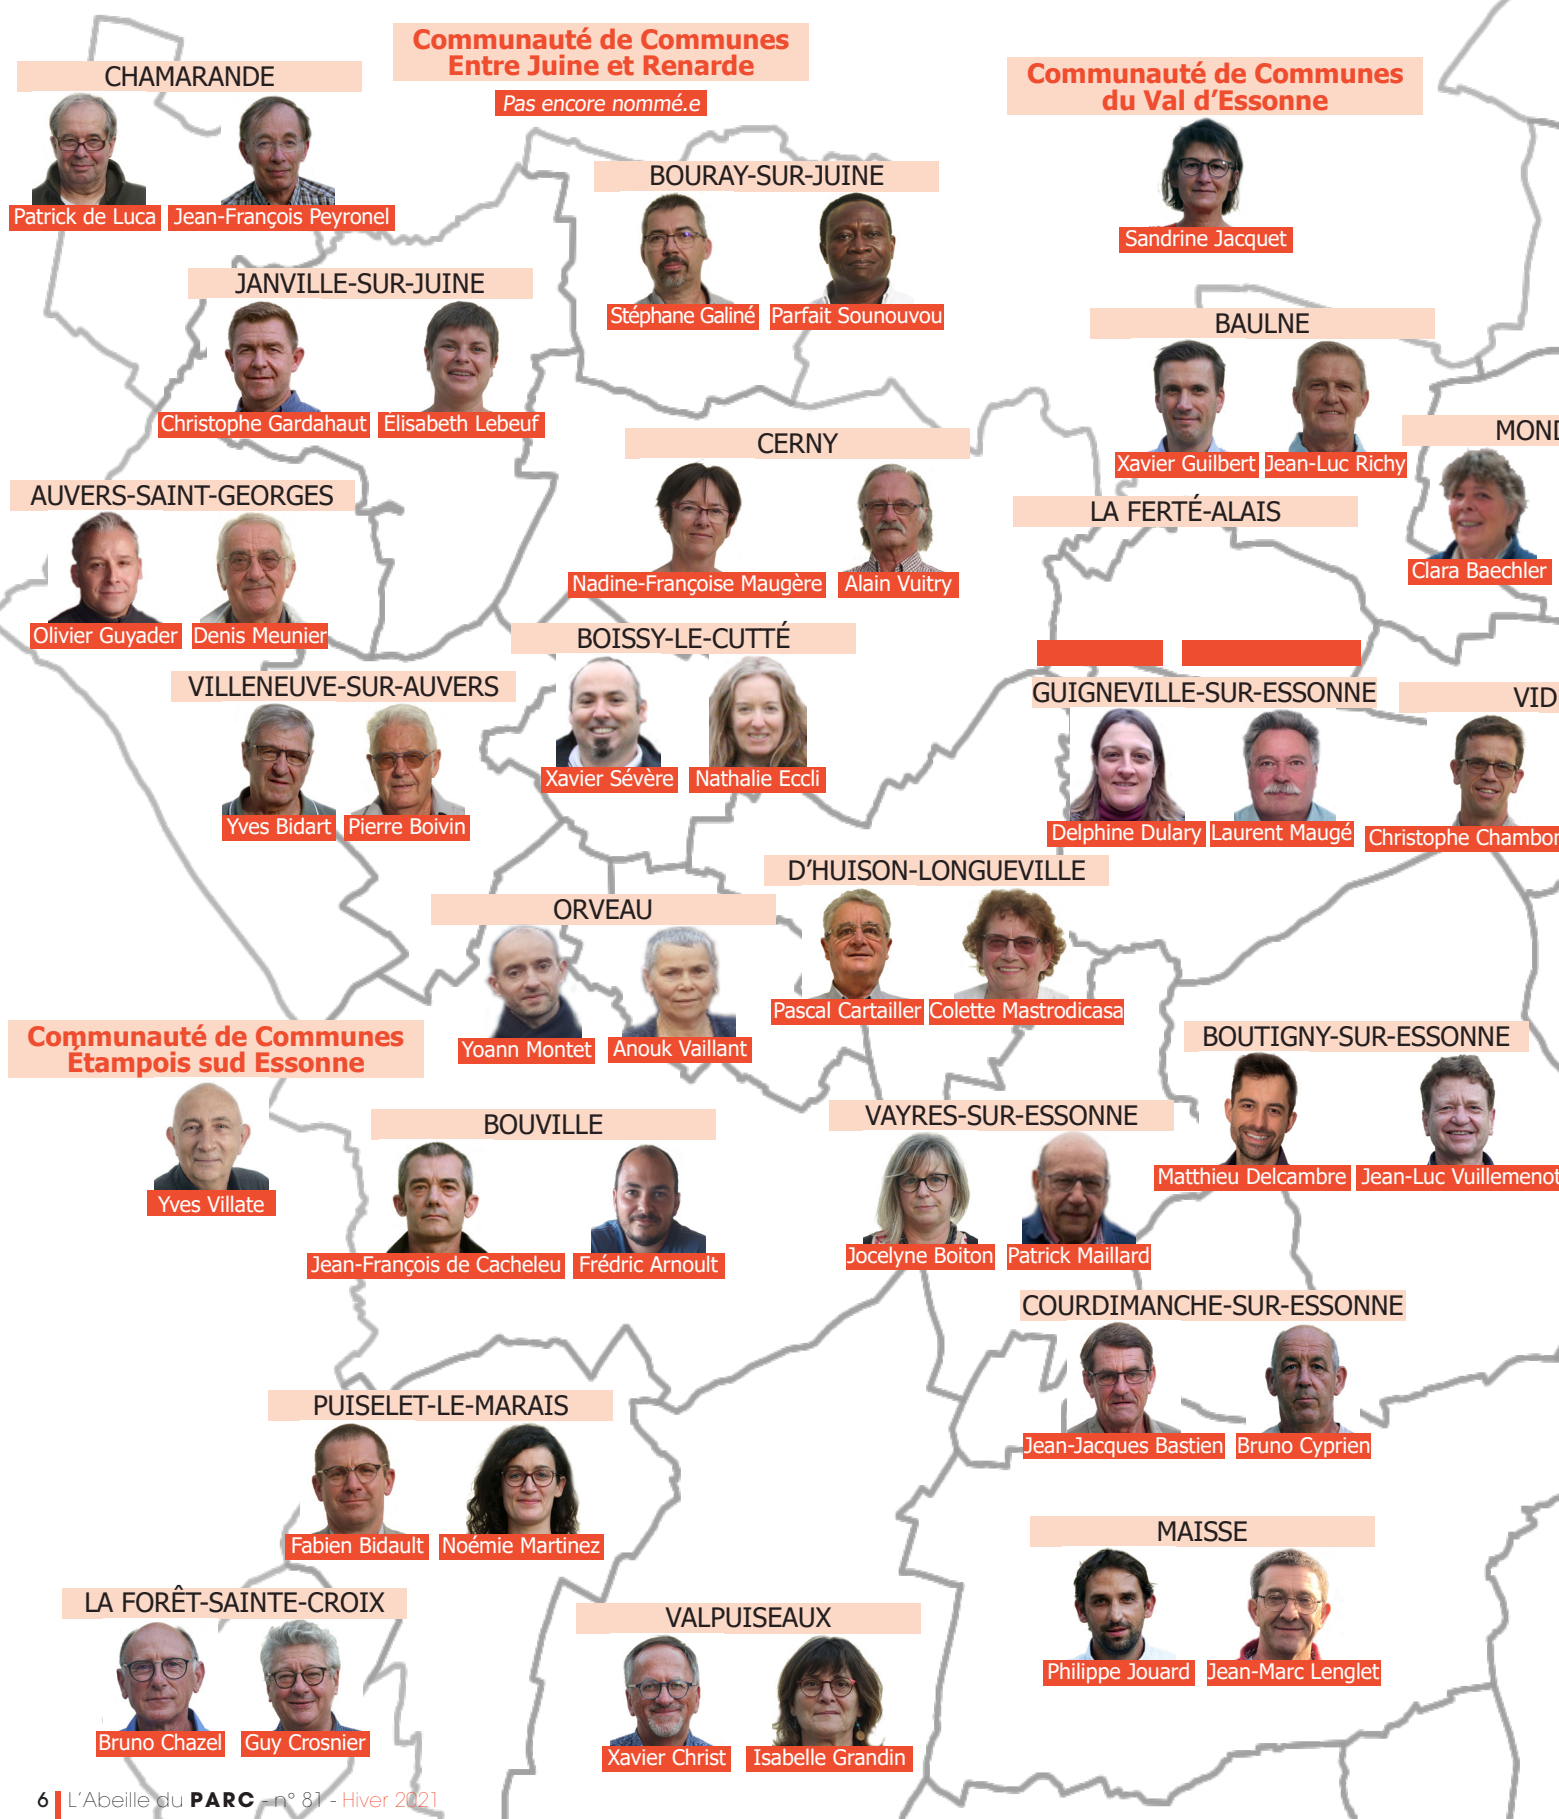 Communauté de Communes
Entre Juine et Renarde
Pas encore nommé.e
Communauté de Communes
du Val d'Essonne
Sandrine Jacquet
CHAMARANDE
Patrick de Luca
Jean-François Peyronel
BOURAY-SUR-JUINE
Stéphane Galiné
Parfait Sounouvou
JANVILLE-SUR-JUINE
Christophe Gardahaut
Élisabeth Lebeuf
BAULNE
Xavier Guilbert
Jean-Luc Richy
MOND
Clara Baechler
CERNY
Nadine-Françoise Maugère
Alain Vuitry
AUVERS-SAINT-GEORGES
Olivier Guyader
Denis Meunier
LA FERTÉ-ALAIS
BOISSY-LE-CUTTÉ
Xavier Sévère
Nathalie Eccli
VILLENEUVE-SUR-AUVERS
Yves Bidart
Pierre Boivin
GUIGNEVILLE-SUR-ESSONNE
Delphine Dulary
Laurent Maugé
VID
Christophe Chambon
D'HUISON-LONGUEVILLE
Pascal Cartailler
Colette Mastrodicasa
ORVEAU
Yoann Montet
Anouk Vaillant
Communauté de Communes
Étampois sud Essonne
Yves Villate
BOUTIGNY-SUR-ESSONNE
Matthieu Delcambre
Jean-Luc Vuillemenot
BOUVILLE
Jean-François de Cacheleu
Frédric Arnoult
VAYRES-SUR-ESSONNE
Jocelyne Boiton
Patrick Maillard
COURDIMANCHE-SUR-ESSONNE
Jean-Jacques Bastien
Bruno Cyprien
PUISELET-LE-MARAIS
Fabien Bidault
Noémie Martinez
MAISSE
Philippe Jouard
Jean-Marc Lenglet
LA FORÊT-SAINTE-CROIX
Bruno Chazel
Guy Crosnier
VALPUISEAUX
Xavier Christ
Isabelle Grandin
6 L'Abeille du PARC - n° 81 - Hiver 2021